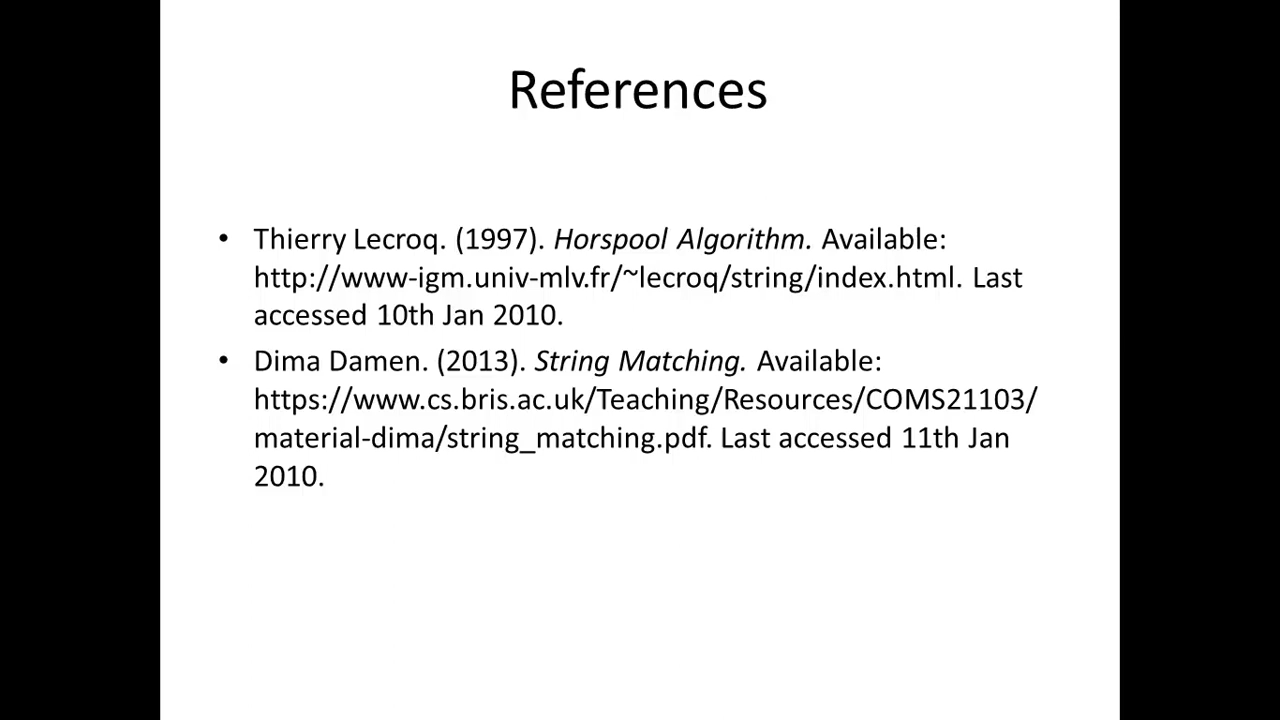 References
• Thierry Lecroq. (1997). Horspool Algorithm. Available:
http://www-igm.univ-mlv.fr/~lecroq/string/index.html. Last
accessed 10th Jan 2010.
• Dima Damen. (2013). String Matching. Available:
https://www.cs.bris.ac.uk/Teaching/Resources/COMS21103/
material-dima/string_matching.pdf. Last accessed 11th Jan
2010.